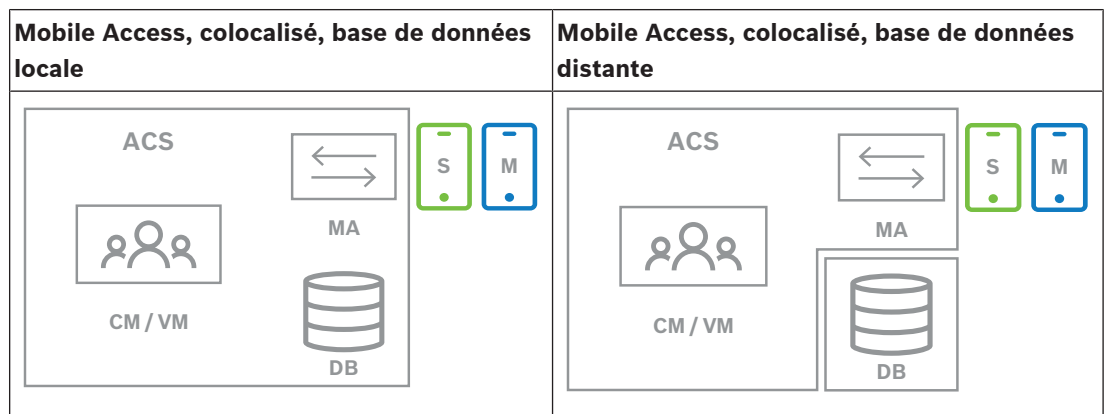 Mobile Access, colocalisé, base de données
locale
Mobile Access, colocalisé, base de données
distante
ACS
S
M
MA
CM / VM
DB
ACS
S
M
MA
CM / VM
DB